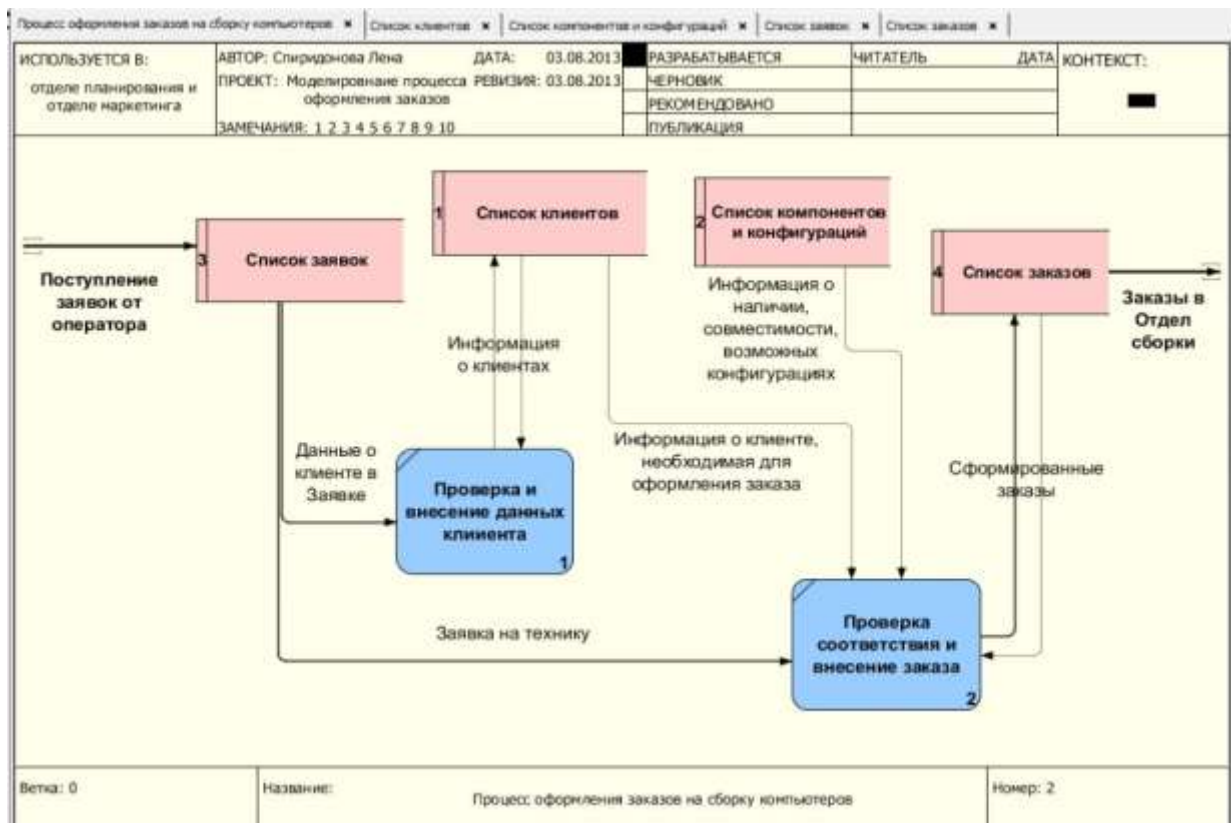 Процесс оформления заказов на сборку компьютеров × Список клиентов × Список компонентов и конфигураций × Список заявок × Список заказов ×
ИСПОЛЬЗУЕТСЯ В:
отделе планирования и
отделе маркетинга
АВТОР: Спиридонова Лена ДАТА: 03.08.2013
ПРОЕКТ: Моделировнаие процесса РЕВИЗИЯ: 03.08.2013
оформления заказов
ЗАМЕЧАНИЯ: 1 2 3 4 5 6 7 8 9 10
РАЗРАБАТЫВАЕТСЯ
ЧЕРНОВИК
РЕКОМЕНДОВАНО
ПУБЛИКАЦИЯ
ЧИТАТЕЛЬ ДАТА
КОНТЕКСТ:
1
Список клиентов
2
Список компонентов
и конфигураций
3
Список заявок
4
Список заказов
Поступление
заявок от
оператора
Заказы в
Отдел
сборки
Информация
о клиентах
Информация о
наличии,
совместимости,
возможных
конфигурациях
Данные о
клиенте в
Заявке
Информация о клиенте,
необходимая для
оформления заказа
Сформированные
заказы
Проверка и
внесение данных
клииента
1
Заявка на технику
Проверка
соответствия и
внесение заказа
2
Ветка: 0
Название:
Процесс оформления заказов на сборку компьютеров
Номер: 2